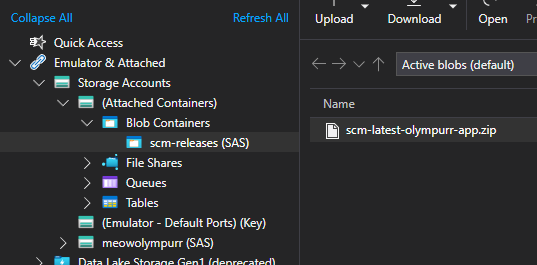 Collapse All
Refresh All
Quick Access
Emulator & Attached
Storage Accounts
(Attached Containers)
Blob Containers
scm-releases (SAS)
File Shares
Queues
Tables
(Emulator - Default Ports) (Key)
meowolympurr (SAS)
Data Lake Storage Gen1 (deprecated)
Upload
Download
Open
Active blobs (default)
Name
scm-latest-olympurr-app.zip